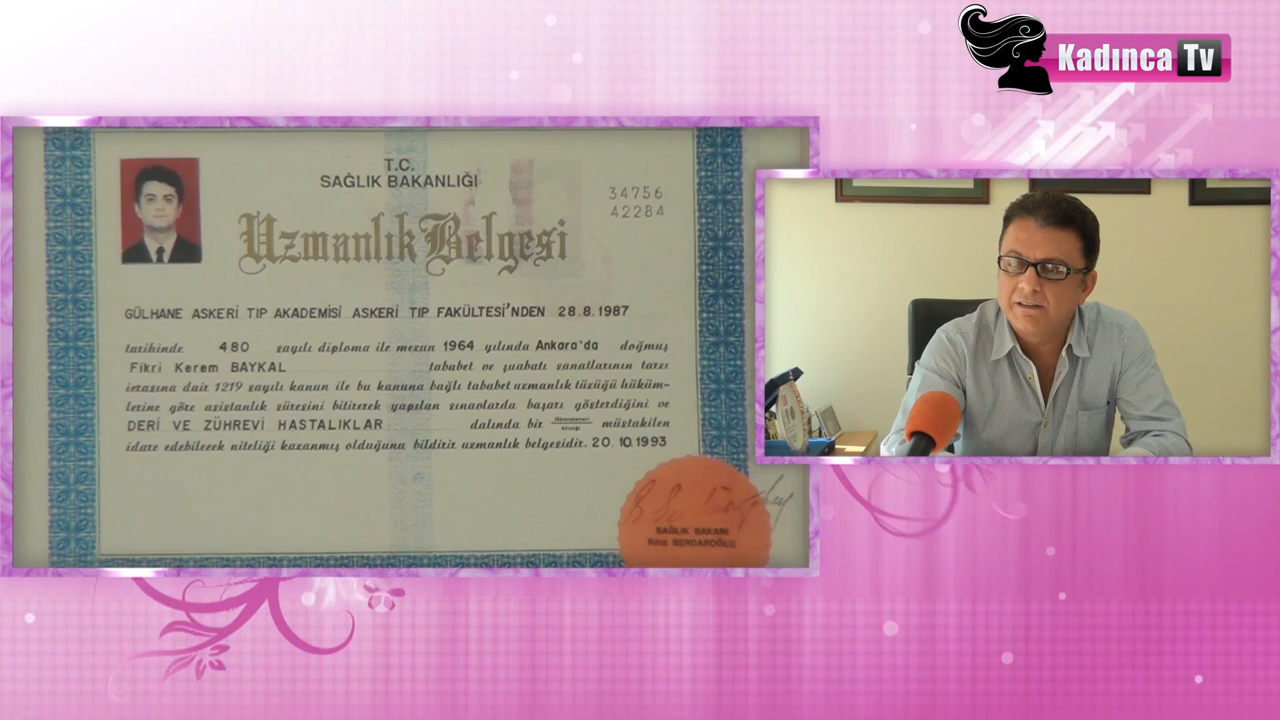 Kadınca Tv
T.C.
SAĞLIK BAKANLIĞI
34756
42284
Uzmanlık Belgesi
GÜLHANE ASKERİ TIP AKADEMİSİ ASKERİ TIP FAKÜLTESİ'NDEN 28.8.1987
tarihinde 480 sayılı diploma ile mezun 1964 yılında Ankara'da doğmuş
Fikri Kerem BAYKAL tababet ve şuabatı sanallarının tarzı
icrasına dair 1219 sayılı kanun ile bu kanuna bağlı tababet uzmanlık tüzüğü hüküm-
lerine göre asistanlık süresini bitirerek yapılan sınavlarda başarı gösterdiğini ve
DERİ VE ZÜHREVİ HASTALIKLAR dalında bir müstakilen
idare edebilecek niteliği kazanmış olduğunu bildirir uzmanlık belgesidir. 20.10.1993
SAĞLIK BAKANI
Rifat SERDAROĞLU